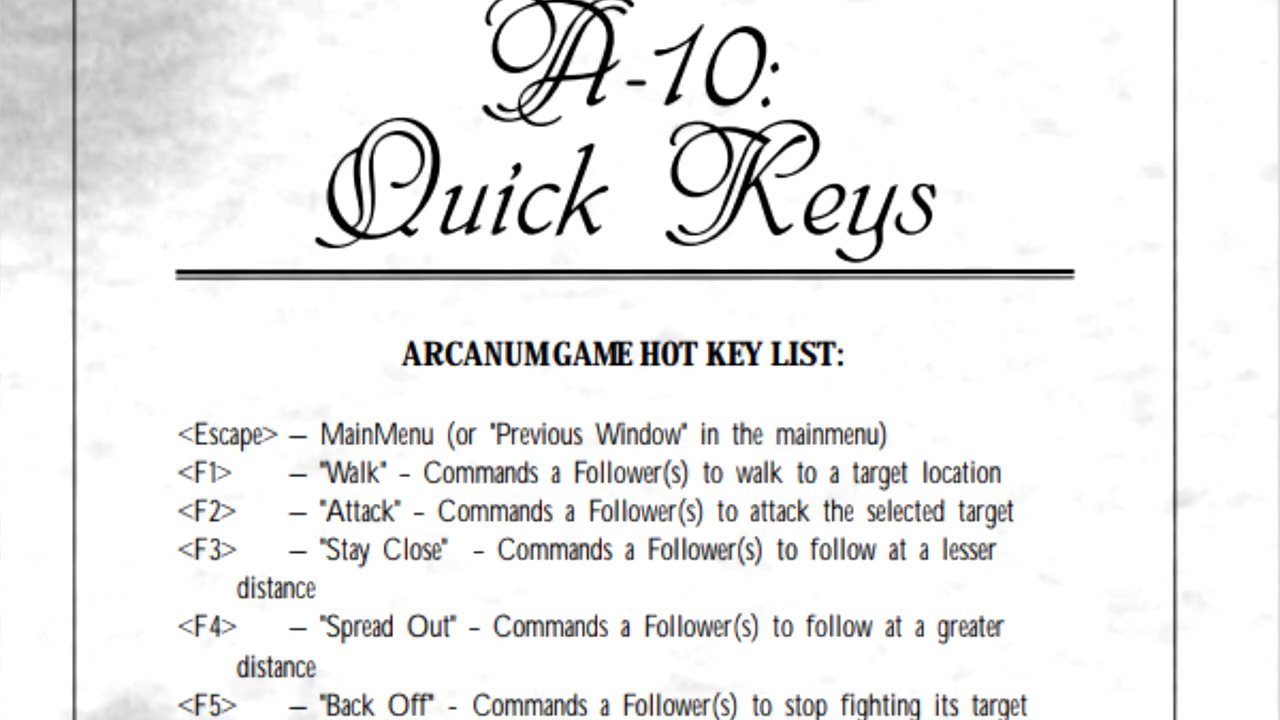 A-10:
Quick Keys
ARCANUM GAME HOT KEY LIST:
<Escape> – MainMenu (or "Previous Window" in the mainmenu)
<F1> – "Walk" – Commands a Follower(s) to walk to a target location
<F2> – "Attack" – Commands a Follower(s) to attack the selected target
<F3> – "Stay Close" – Commands a Follower(s) to follow at a lesser
distance
<F4> – "Spread Out" – Commands a Follower(s) to follow at a greater
distance
<F5> – "Back Off" - Commands a Follower(s) to stop fighting its target